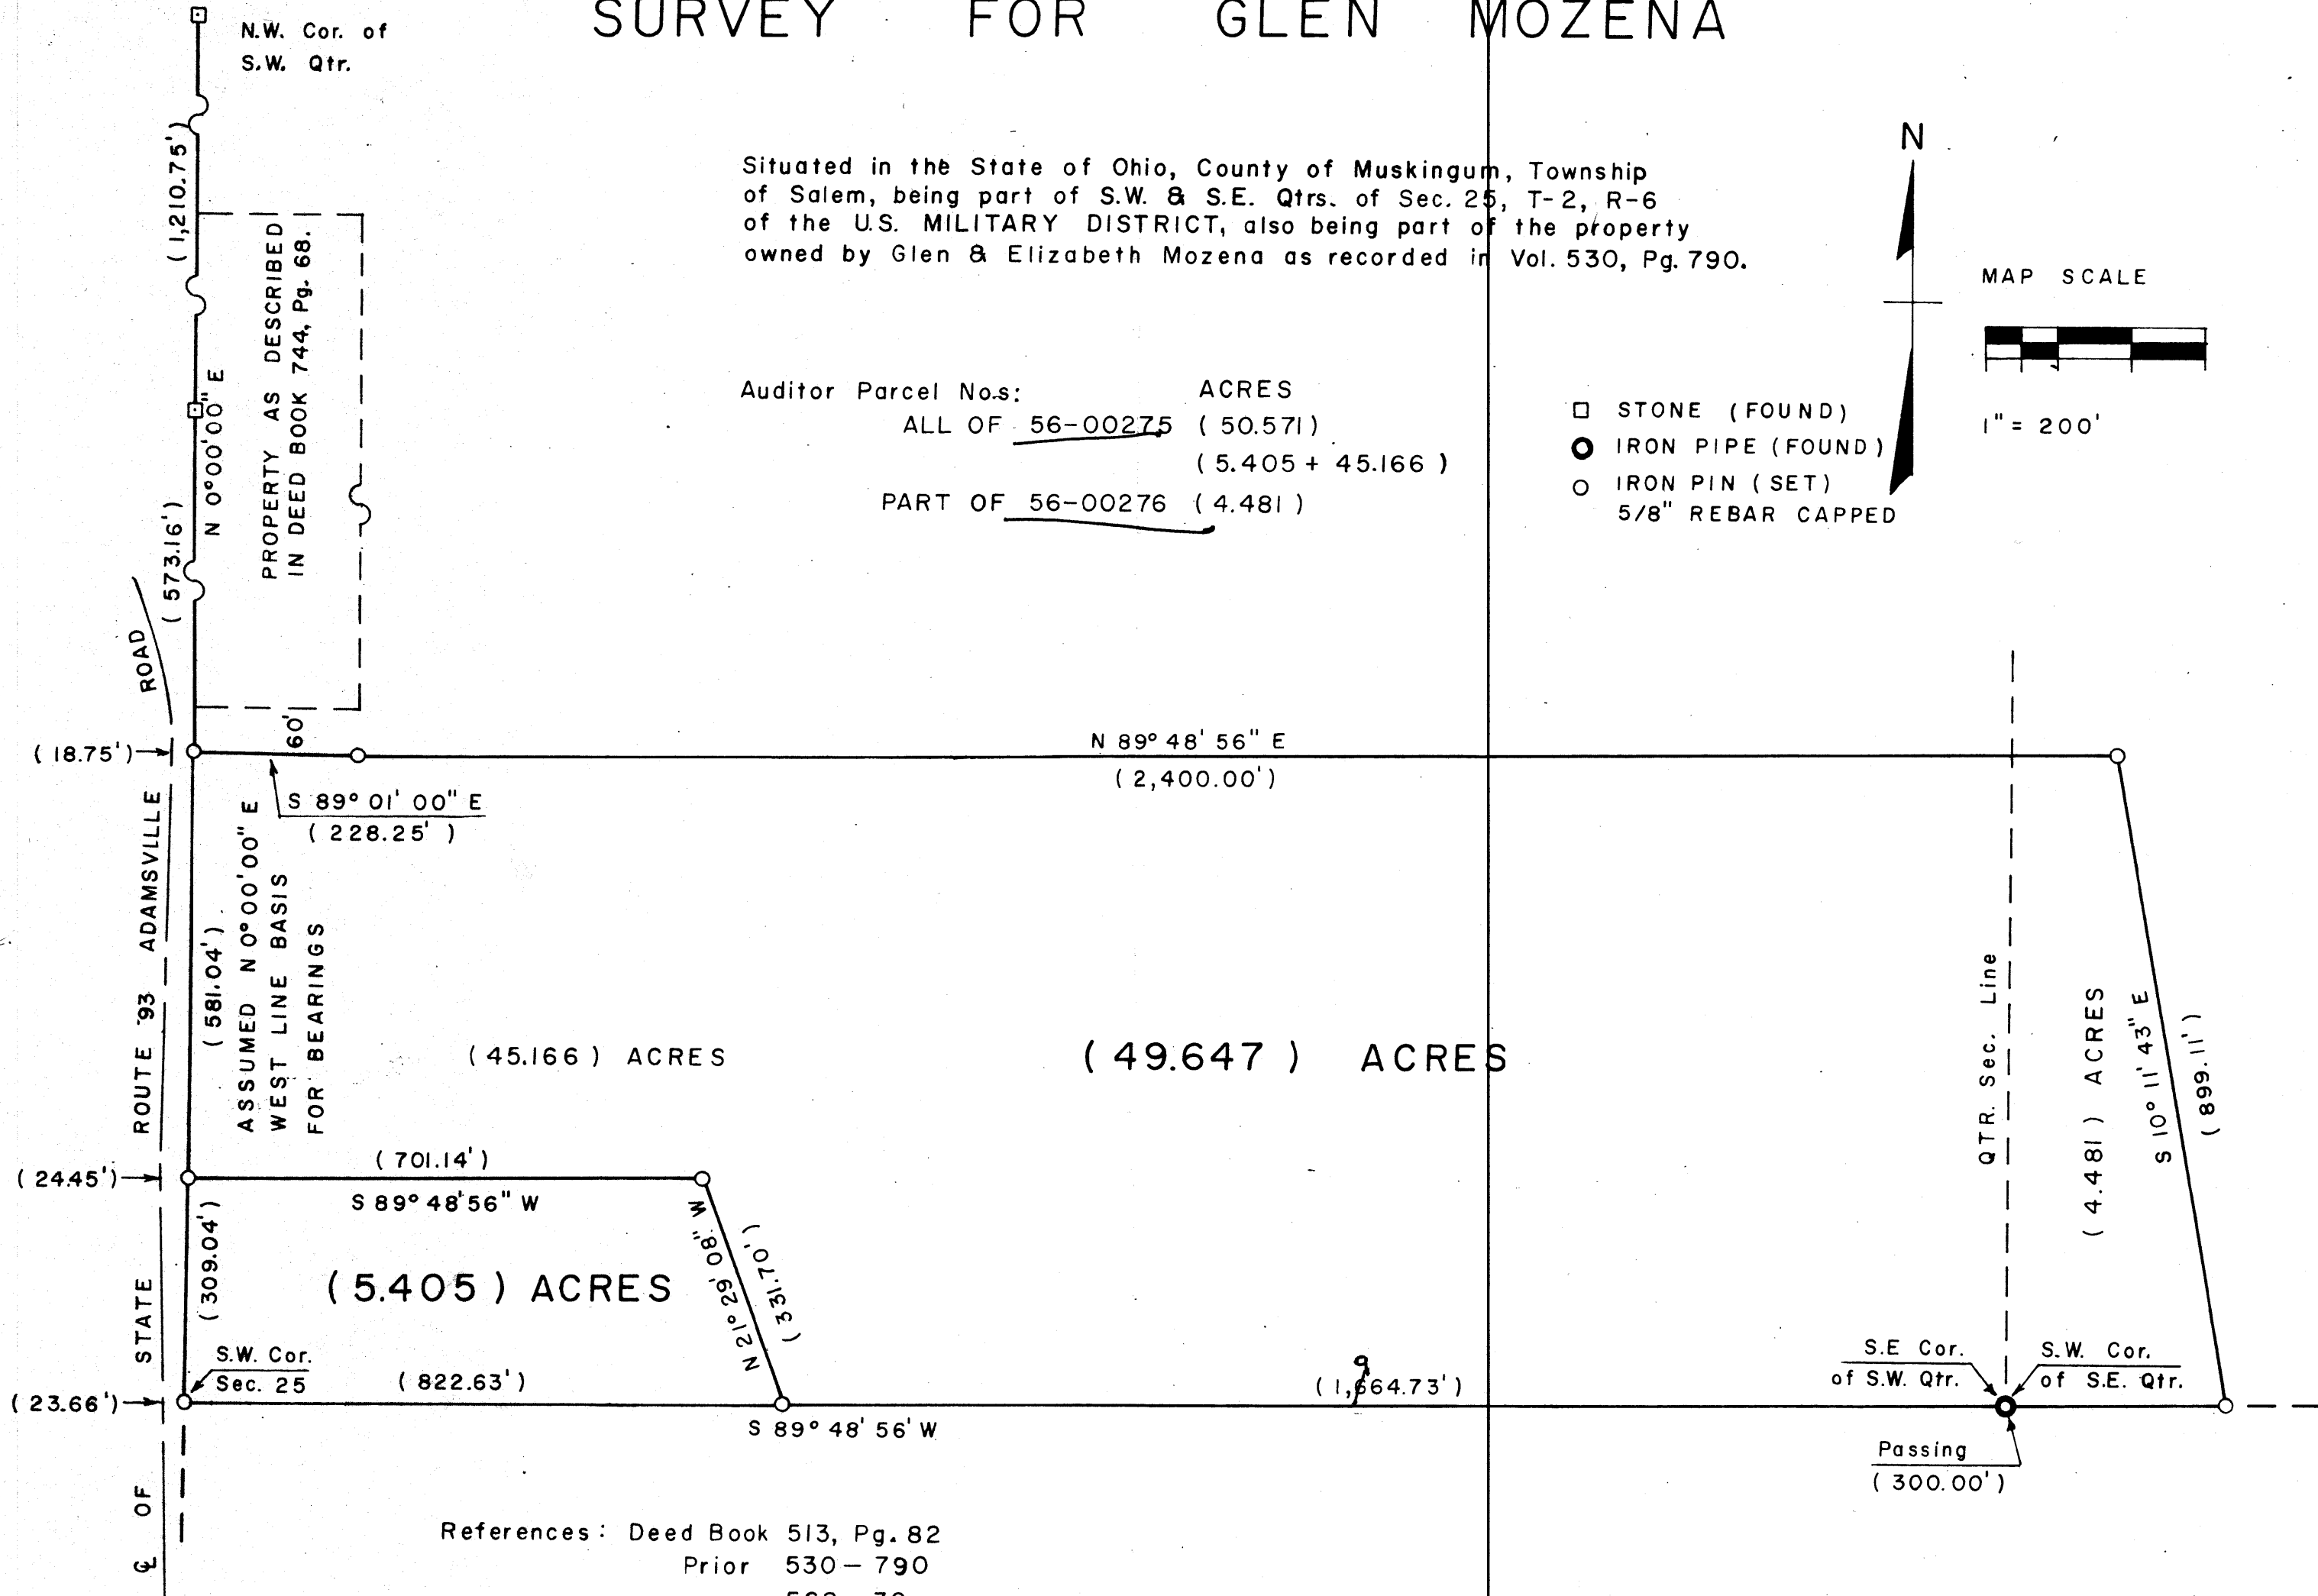 SURVEY FOR GLEN MOZENA
N.W. Cor. of
S.W. Qtr.
( 1,210.75')
N 0°00'00" E
( 573.16')
PROPERTY AS DESCRIBED
IN DEED BOOK 744, Pg. 68.
Situated in the State of Ohio, County of Muskingum, Township
of Salem, being part of S.W. & S.E. Qtrs. of Sec. 25, T-2, R-6
of the U.S. MILITARY DISTRICT, also being part of the property
owned by Glen & Elizabeth Mozena as recorded in Vol. 530, Pg. 790.
N
MAP SCALE
1" = 200'
Auditor Parcel No.s: ACRES
ALL OF 56-00275 ( 50.571)
( 5.405 + 45.166 )
PART OF 56-00276 ( 4.481 )
STONE (FOUND)
IRON PIPE (FOUND)
IRON PIN (SET)
5/8" REBAR CAPPED
60'
( 18.75')
S 89° 01' 00" E
( 228.25' )
N 89° 48' 56" E
( 2,400.00')
℄ OF STATE ROUTE 93 ADAMSVLLE ROAD
( 581.04')
ASSUMED N 0°00'00" E
WEST LINE BASIS
FOR BEARINGS
( 45.166 ) ACRES
( 49.647 ) ACRES
QTR. Sec. Line
( 4.481 ) ACRES
S 10° 11' 43" E
( 899.11')
( 24.45')
( 701.14')
S 89° 48' 56" W
( 309.04')
( 5.405 ) ACRES
N 21° 29' 08" W
( 331.70')
S.W. Cor.
Sec. 25
( 23.66')
( 822.63')
S 89° 48' 56' W
9
( 1,664.73')
S.E Cor.
of S.W. Qtr.
S.W. Cor.
of S.E. Qtr.
Passing
( 300.00')
References: Deed Book 513, Pg. 82
Prior 530 – 790